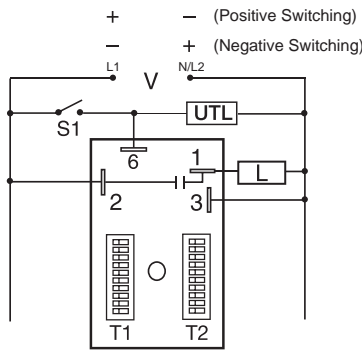 + − (Positive Switching)
− + (Negative Switching)
L1 V N/L2
S1 UTL
6
1 L
2 3
T1 T2